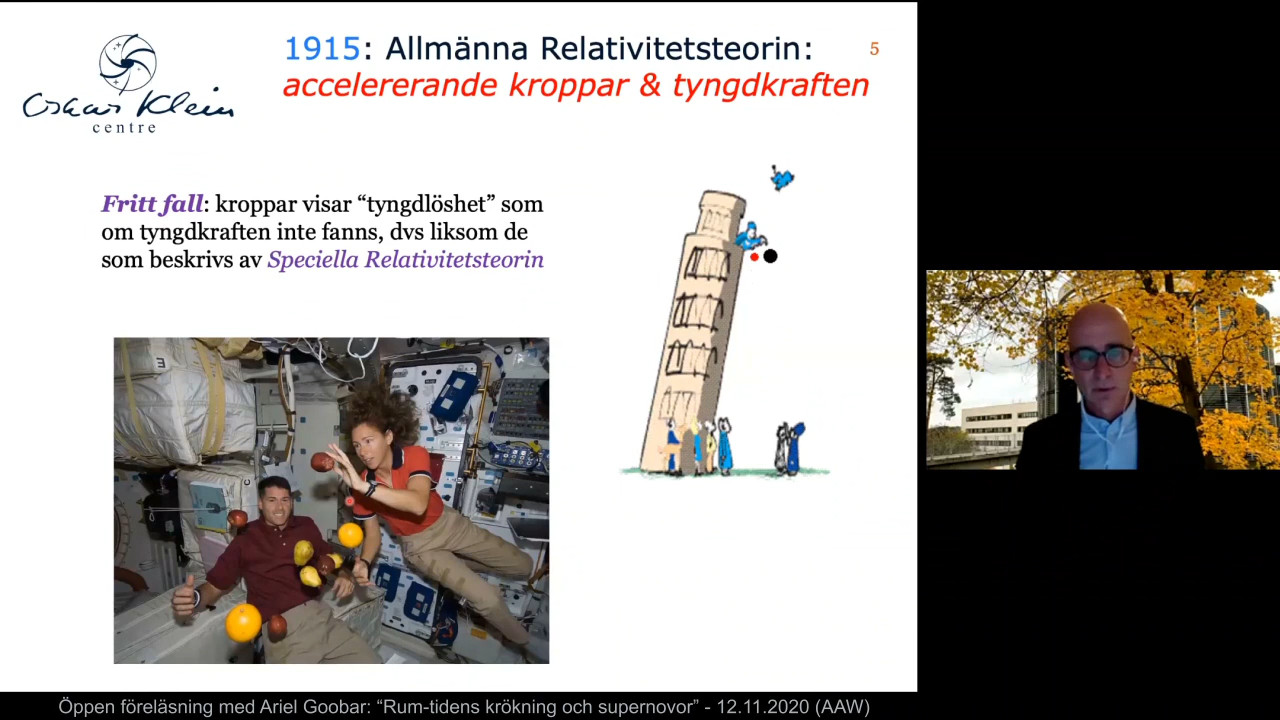 Oskar Klein
centre
1915: Allmänna Relativitetsteorin:
accelererande kroppar & tyngdkraften
5
Fritt fall: kroppar visar “tyngdlöshet” som
om tyngdkraften inte fanns, dvs liksom de
som beskrivs av Speciella Relativitetsteorin
Öppen föreläsning med Ariel Goobar: “Rum-tidens krökning och supernovor” - 12.11.2020 (AAW)